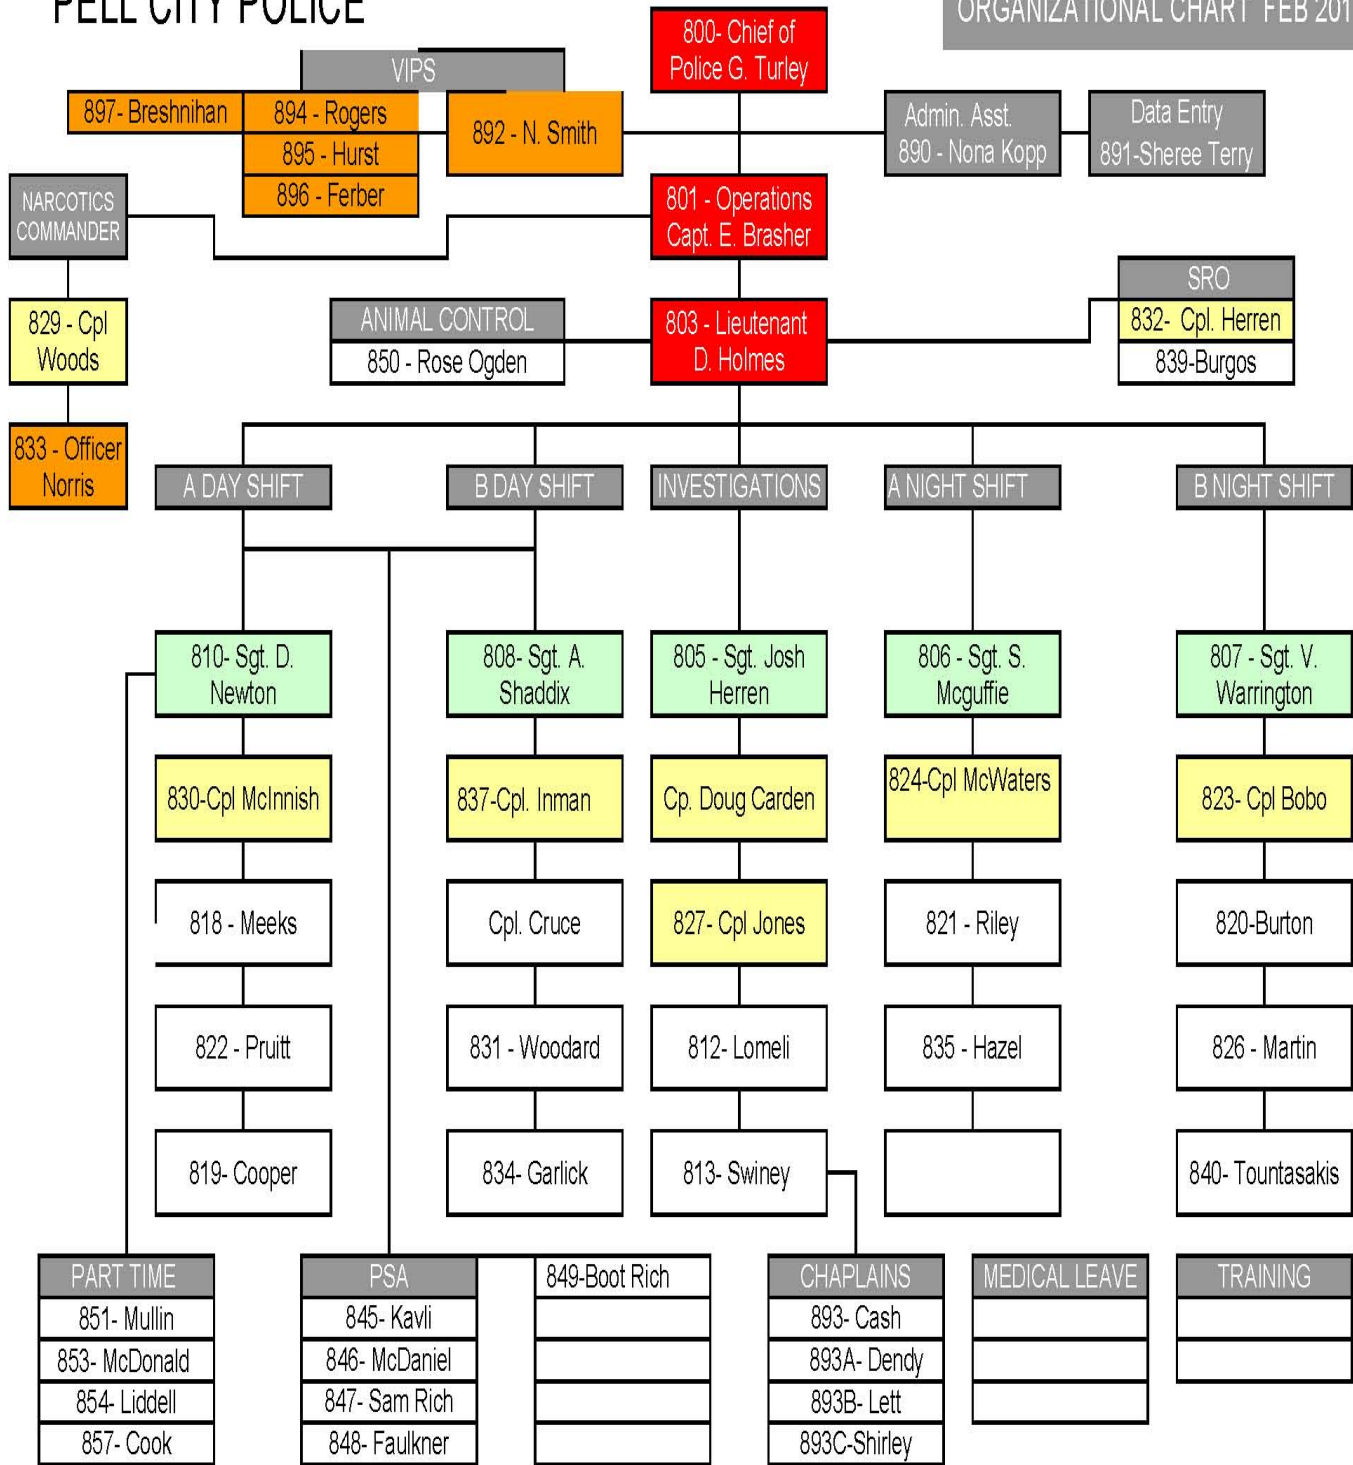 PELL CITY POLICE
ORGANIZATIONAL CHART FEB 201
800- Chief of
Police G. Turley
VIPS
897- Breshnihan
894 - Rogers
895 - Hurst
896 - Ferber
892 - N. Smith
Admin. Asst.
890 - Nona Kopp
Data Entry
891-Sheree Terry
NARCOTICS
COMMANDER
801 - Operations
Capt. E. Brasher
829 - Cpl
Woods
ANIMAL CONTROL
850 - Rose Ogden
803 - Lieutenant
D. Holmes
SRO
832- Cpl. Herren
839-Burgos
833 - Officer
Norris
A DAY SHIFT
B DAY SHIFT
INVESTIGATIONS
A NIGHT SHIFT
B NIGHT SHIFT
810- Sgt. D.
Newton
808- Sgt. A.
Shaddix
805 - Sgt. Josh
Herren
806 - Sgt. S.
Mcguffie
807 - Sgt. V.
Warrington
830-Cpl McInnish
837-Cpl. Inman
Cp. Doug Carden
824-Cpl McWaters
823- Cpl Bobo
818 - Meeks
Cpl. Cruce
827- Cpl Jones
821 - Riley
820-Burton
822 - Pruitt
831 - Woodard
812- Lomeli
835 - Hazel
826 - Martin
819- Cooper
834- Garlick
813- Swiney
840- Tountasakis
PART TIME
851- Mullin
853- McDonald
854- Liddell
857- Cook
PSA
845- Kavli
846- McDaniel
847- Sam Rich
848- Faulkner
849-Boot Rich
CHAPLAINS
893- Cash
893A- Dendy
893B- Lett
893C-Shirley
MEDICAL LEAVE
TRAINING